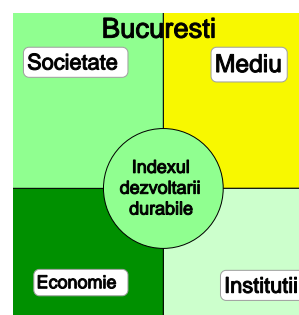 Bucuresti
Societate
Mediu
Indexul
dezvoltarii
durabile
Economie
Institutii